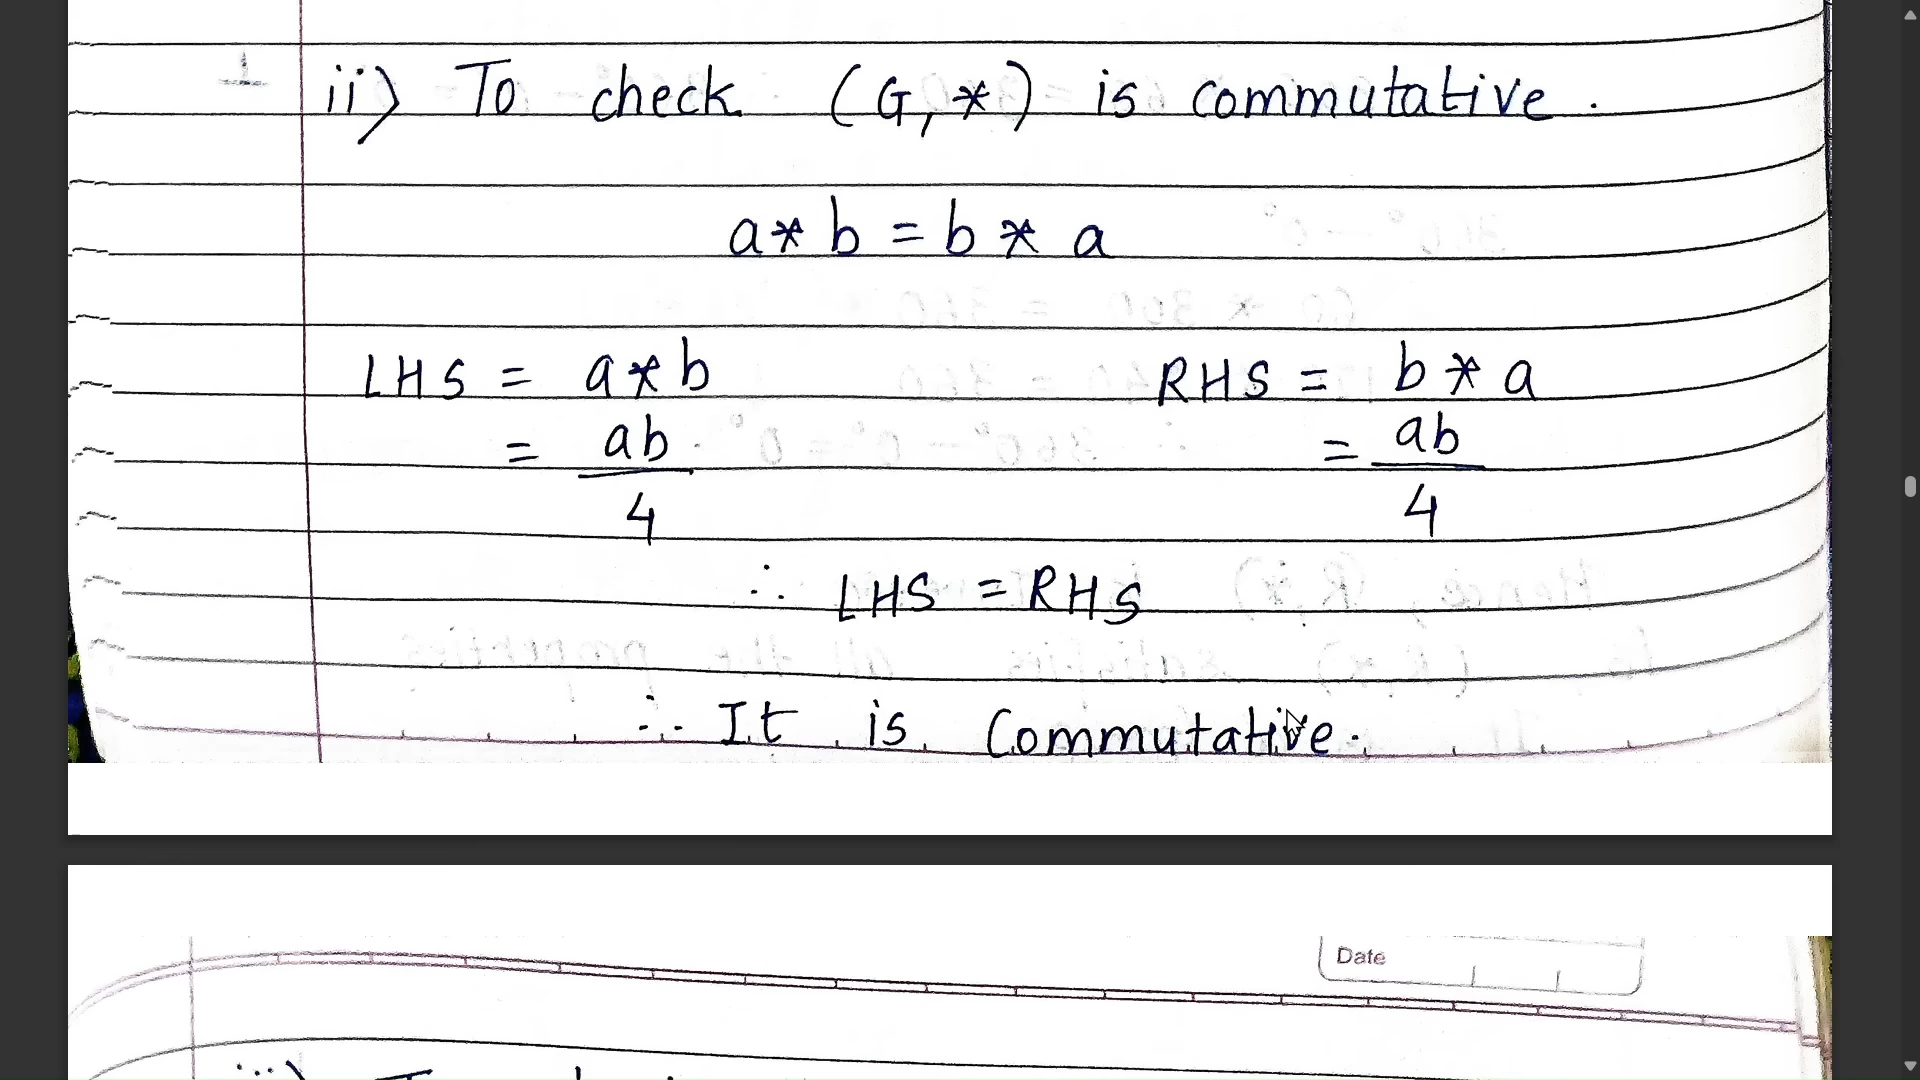 ii) To check (G, *) is commutative.
a * b = b * a
LHS = a * b RHS = b * a
= ab/4 = ab/4
∴ LHS = RHS
∴ It is Commutative.
Date